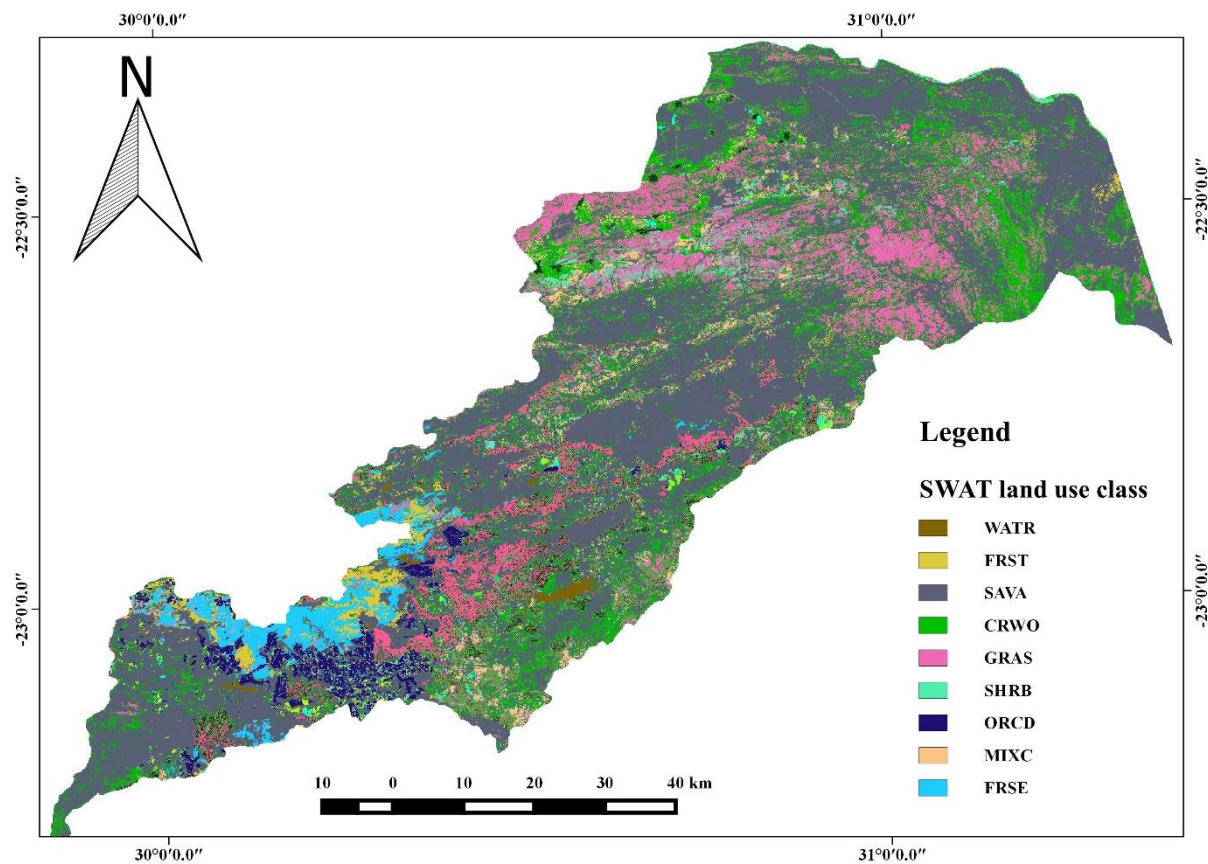 30°0'0.0"
31°0'0.0"
N
-22°30'0.0"
-22°30'0.0"
Legend
SWAT land use class
WATR
FRST
SAVA
CRWO
GRAS
SHRB
ORCD
MIXC
FRSE
-23°0'0.0"
-23°0'0.0"
10 0 10 20 30 40 km
30°0'0.0"
31°0'0.0"